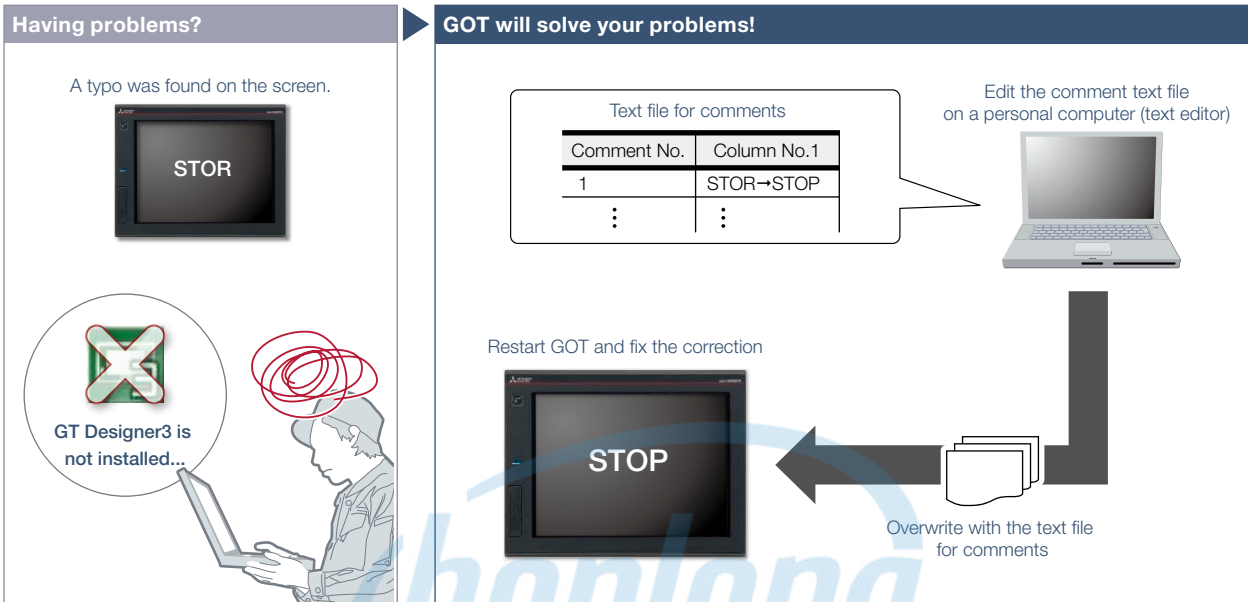 Having problems?
A typo was found on the screen.
STOR
GT Designer3 is
not installed...
GOT will solve your problems!
Text file for comments
Comment No. Column No.1
1 STOR→STOP
⋮ ⋮
Edit the comment text file
on a personal computer (text editor)
Restart GOT and fix the correction
STOP
Overwrite with the text file
for comments